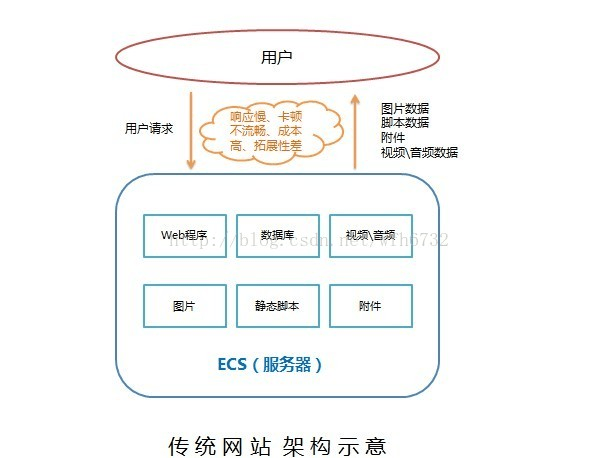 用户
用户请求
响应慢、卡顿
不流畅、成本
高、拓展性差
图片数据
脚本数据
附件
视频\音频数据
Web程序
数据库
视频\音频
http://blog.csdn.net/wfh6732
图片
静态脚本
附件
ECS（服务器）
传统网站 架构示意